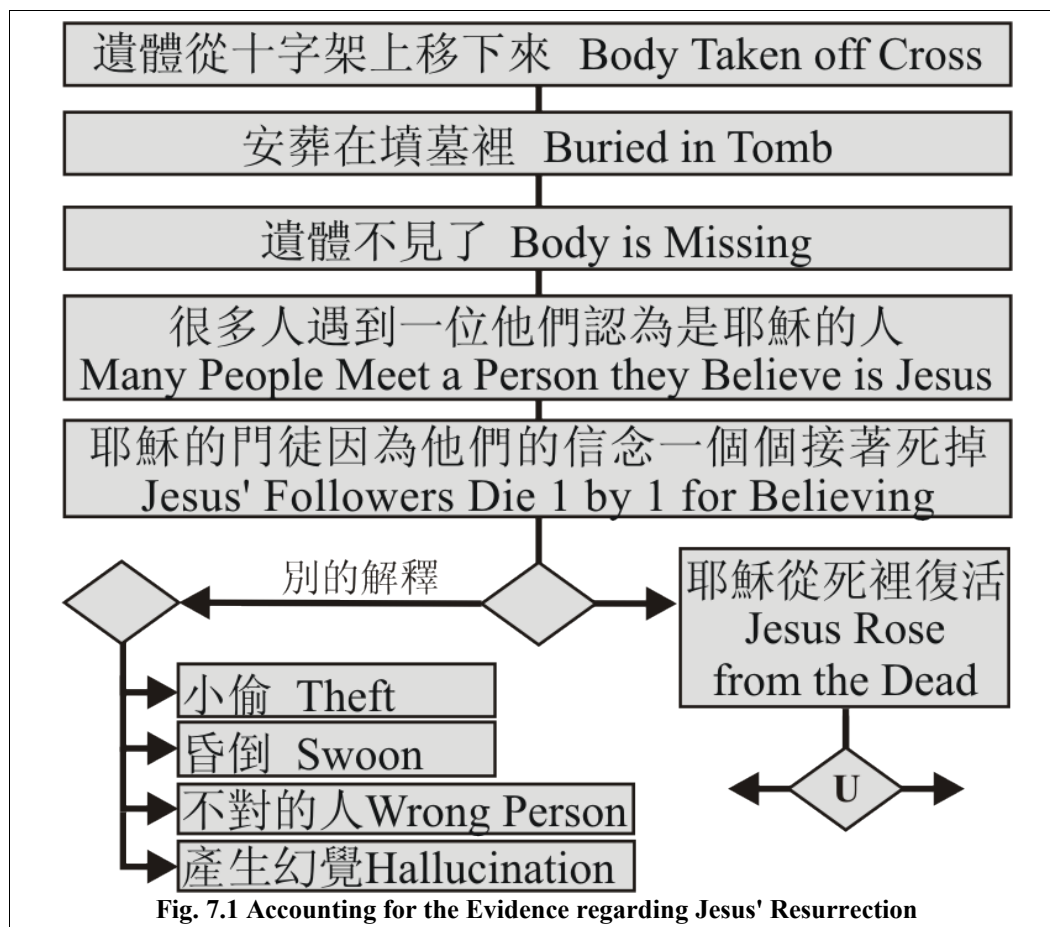 遺體從十字架上移下來 Body Taken off Cross
安葬在墳墓裡 Buried in Tomb
遺體不見了 Body is Missing
很多人遇到一位他們認為是耶穌的人
Many People Meet a Person they Believe is Jesus
耶穌的門徒因為他們的信念一個個接著死掉
Jesus' Followers Die 1 by 1 for Believing
別的解釋
耶穌從死裡復活
Jesus Rose
from the Dead
小偷 Theft
昏倒 Swoon
不對的人Wrong Person
產生幻覺Hallucination
U
Fig. 7.1 Accounting for the Evidence regarding Jesus' Resurrection